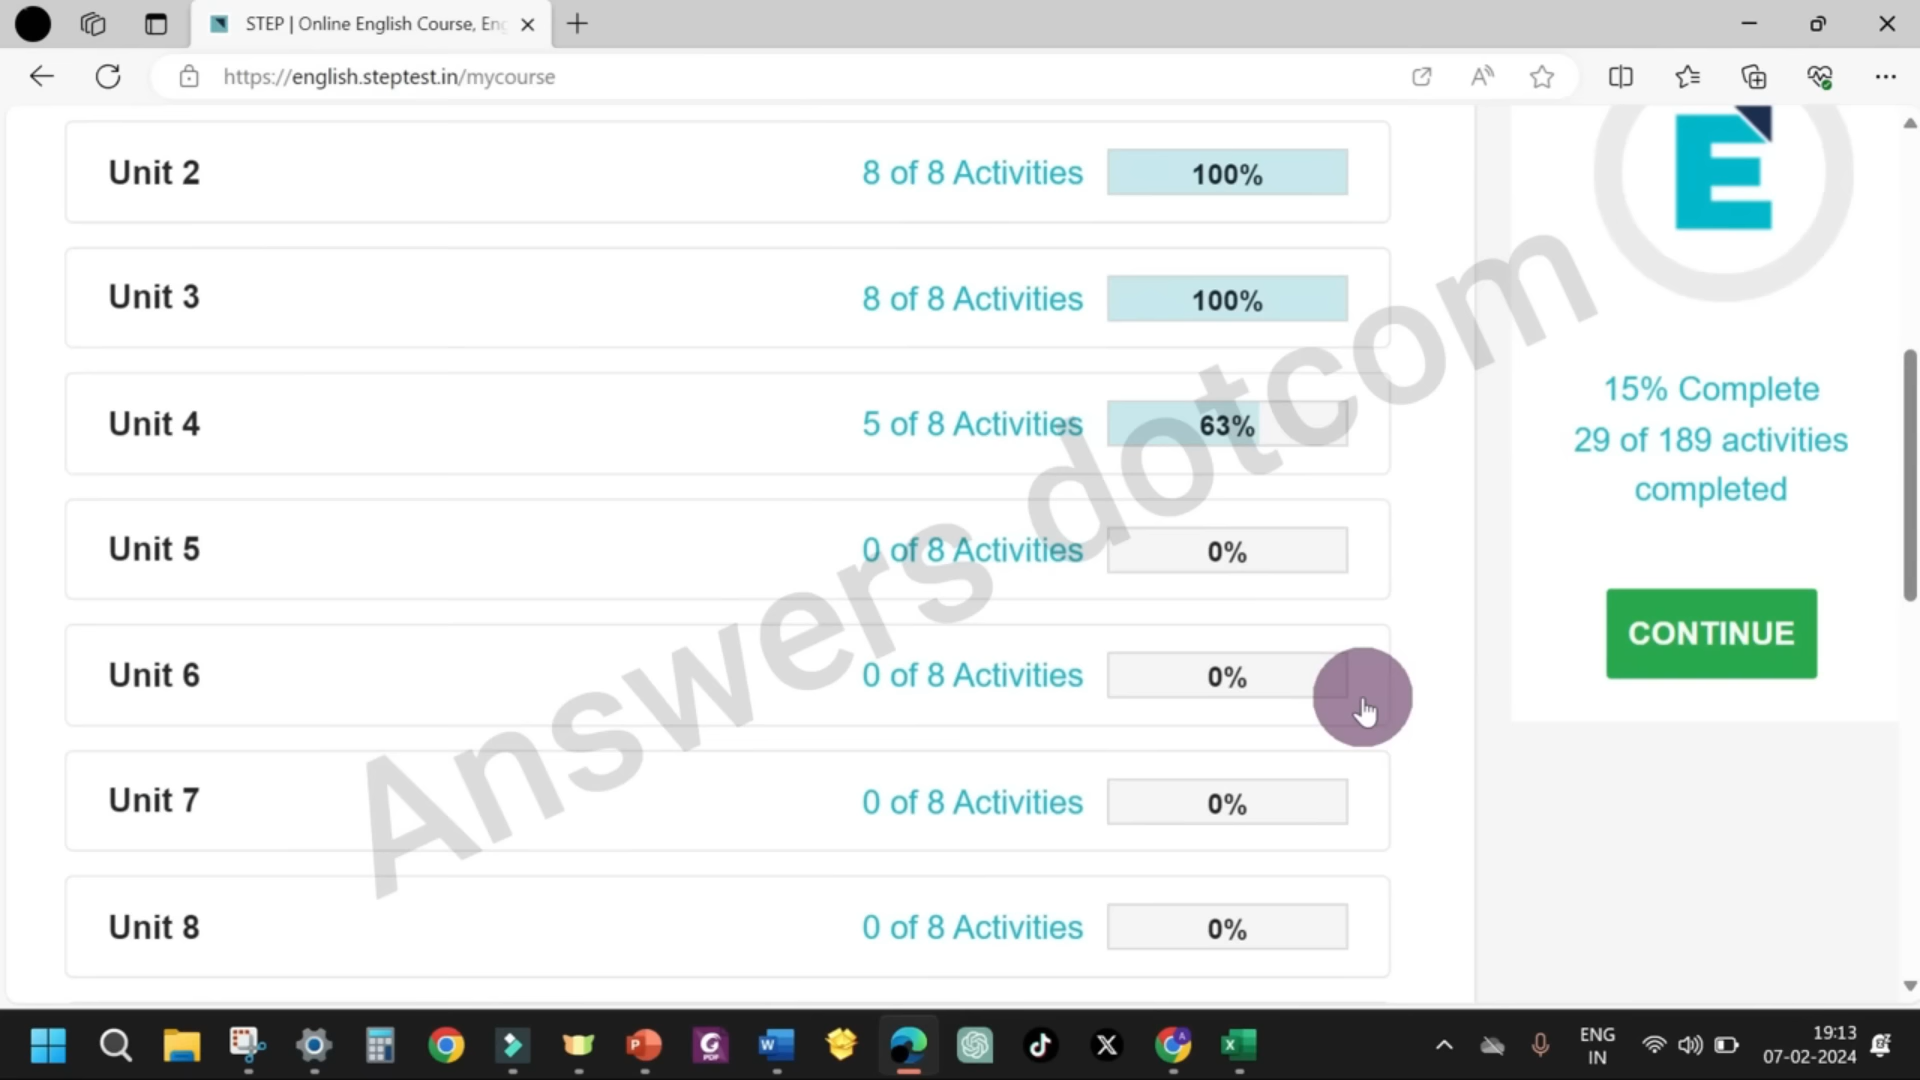 STEP | Online English Course, Eng
https://english.steptest.in/mycourse
Unit 2 8 of 8 Activities 100%
Unit 3 8 of 8 Activities 100%
Unit 4 5 of 8 Activities 63%
Unit 5 0 of 8 Activities 0%
Unit 6 0 of 8 Activities 0%
Unit 7 0 of 8 Activities 0%
Unit 8 0 of 8 Activities 0%
E
15% Complete
29 of 189 activities
completed
CONTINUE
Answers dotcom
ENG
IN
19:13
07-02-2024